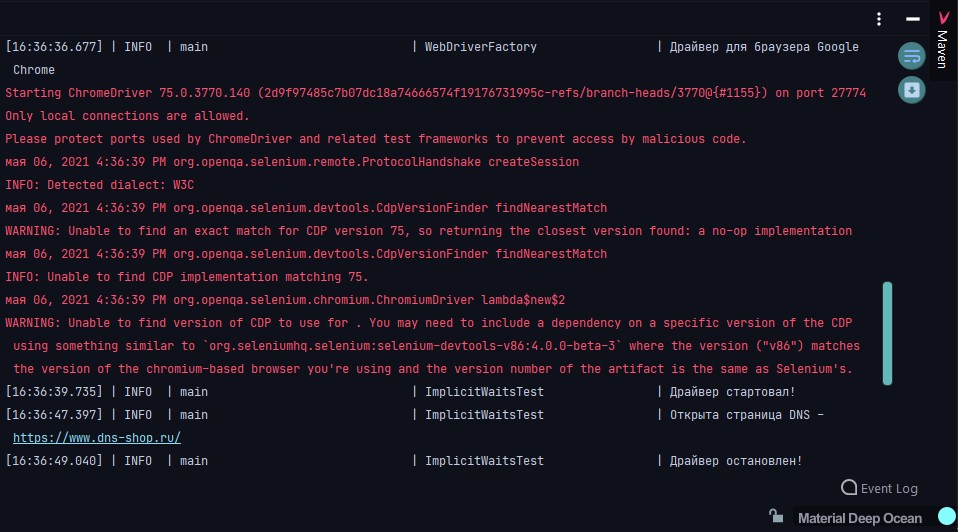 Maven
[16:36:36.677] | INFO  | main                             | WebDriverFactory                 | Драйвер для браузера Google
 Chrome
Starting ChromeDriver 75.0.3770.140 (2d9f97485c7b07dc18a74666574f19176731995c-refs/branch-heads/3770@{#1155}) on port 27774
Only local connections are allowed.
Please protect ports used by ChromeDriver and related test frameworks to prevent access by malicious code.
мая 06, 2021 4:36:39 PM org.openqa.selenium.remote.ProtocolHandshake createSession
INFO: Detected dialect: W3C
мая 06, 2021 4:36:39 PM org.openqa.selenium.devtools.CdpVersionFinder findNearestMatch
WARNING: Unable to find an exact match for CDP version 75, so returning the closest version found: a no-op implementation
мая 06, 2021 4:36:39 PM org.openqa.selenium.devtools.CdpVersionFinder findNearestMatch
INFO: Unable to find CDP implementation matching 75.
мая 06, 2021 4:36:39 PM org.openqa.selenium.chromium.ChromiumDriver lambda$new$2
WARNING: Unable to find version of CDP to use for . You may need to include a dependency on a specific version of the CDP
 using something similar to `org.seleniumhq.selenium:selenium-devtools-v86:4.0.0-beta-3` where the version ("v86") matches
 the version of the chromium-based browser you're using and the version number of the artifact is the same as Selenium's.
[16:36:39.735] | INFO  | main                             | ImplicitWaitsTest                | Драйвер стартовал!
[16:36:47.397] | INFO  | main                             | ImplicitWaitsTest                | Открыта страница DNS -
 https://www.dns-shop.ru/
[16:36:49.040] | INFO  | main                             | ImplicitWaitsTest                | Драйвер остановлен!
Event Log
Material Deep Ocean